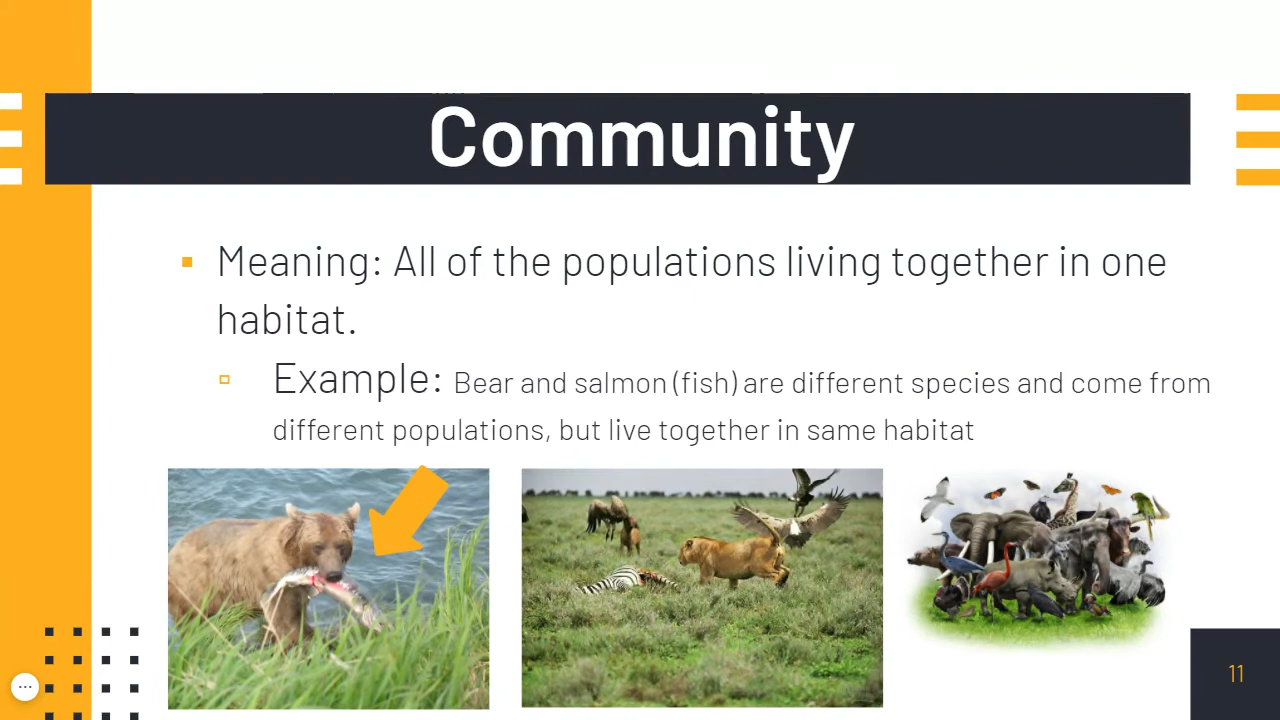 Community
Meaning: All of the populations living together in one
habitat.
Example: Bear and salmon (fish) are different species and come from
different populations, but live together in same habitat
11